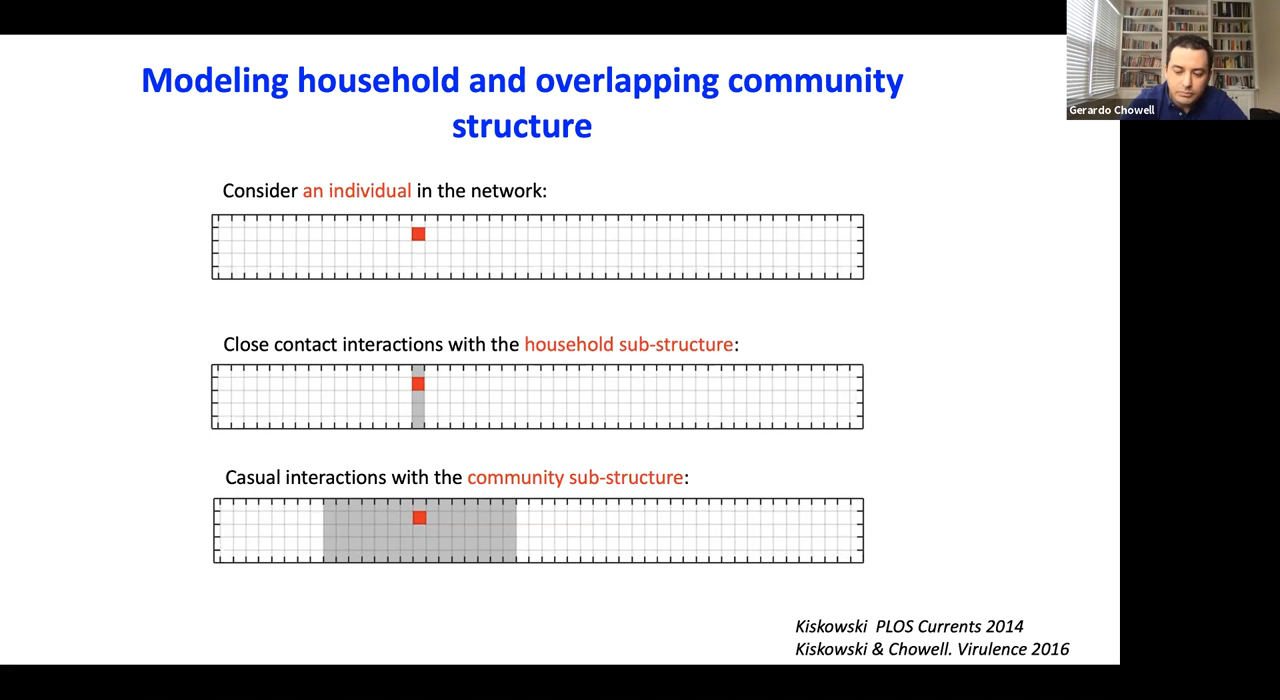 Modeling household and overlapping community
structure
Gerardo Chowell
Consider an individual in the network:
Close contact interactions with the household sub-structure:
Casual interactions with the community sub-structure:
Kiskowski PLOS Currents 2014
Kiskowski & Chowell. Virulence 2016